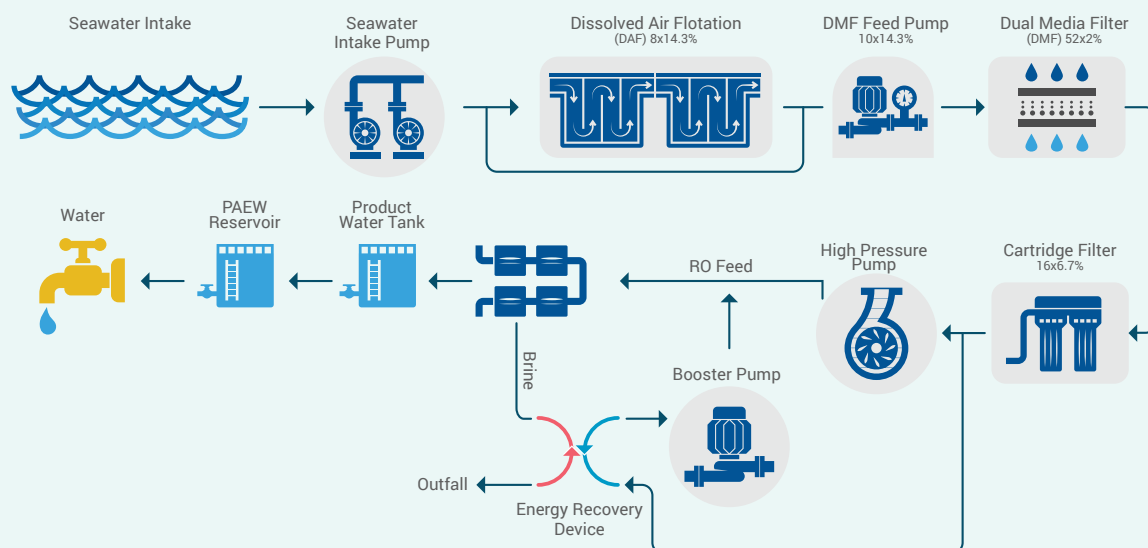 Seawater Intake
Seawater
Intake Pump
Dissolved Air Flotation
(DAF) 8x14.3%
DMF Feed Pump
10x14.3%
Dual Media Filter
(DMF) 52x2%
Water
PAEW
Reservoir
Product
Water Tank
RO Feed
High Pressure
Pump
Cartridge Filter
16x6.7%
Brine
Booster Pump
Outfall
Energy Recovery
Device